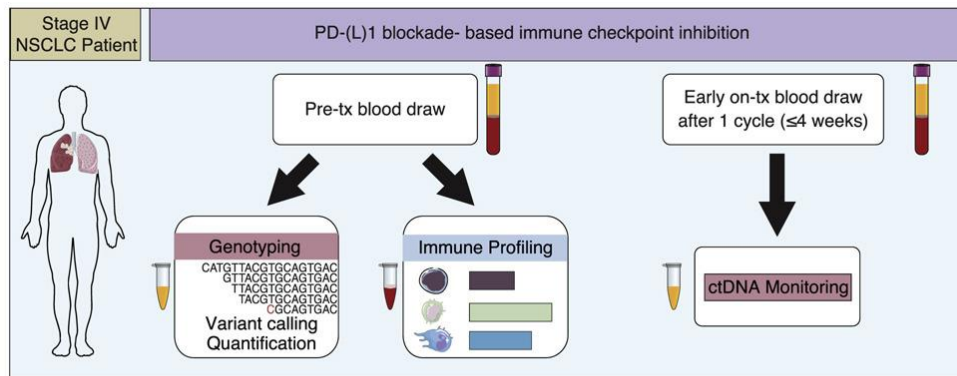 Stage IV
NSCLC Patient
PD-(L)1 blockade- based immune checkpoint inhibition
Pre-tx blood draw
Early on-tx blood draw
after 1 cycle (≤4 weeks)
Genotyping
CATGTTACGTGCAGTGAC
GTTACGTGCAGTGAC
TTACGTGCAGTGAC
TACGTGCAGTGAC
CGCAGTGAC
Variant calling
Quantification
Immune Profiling
ctDNA Monitoring